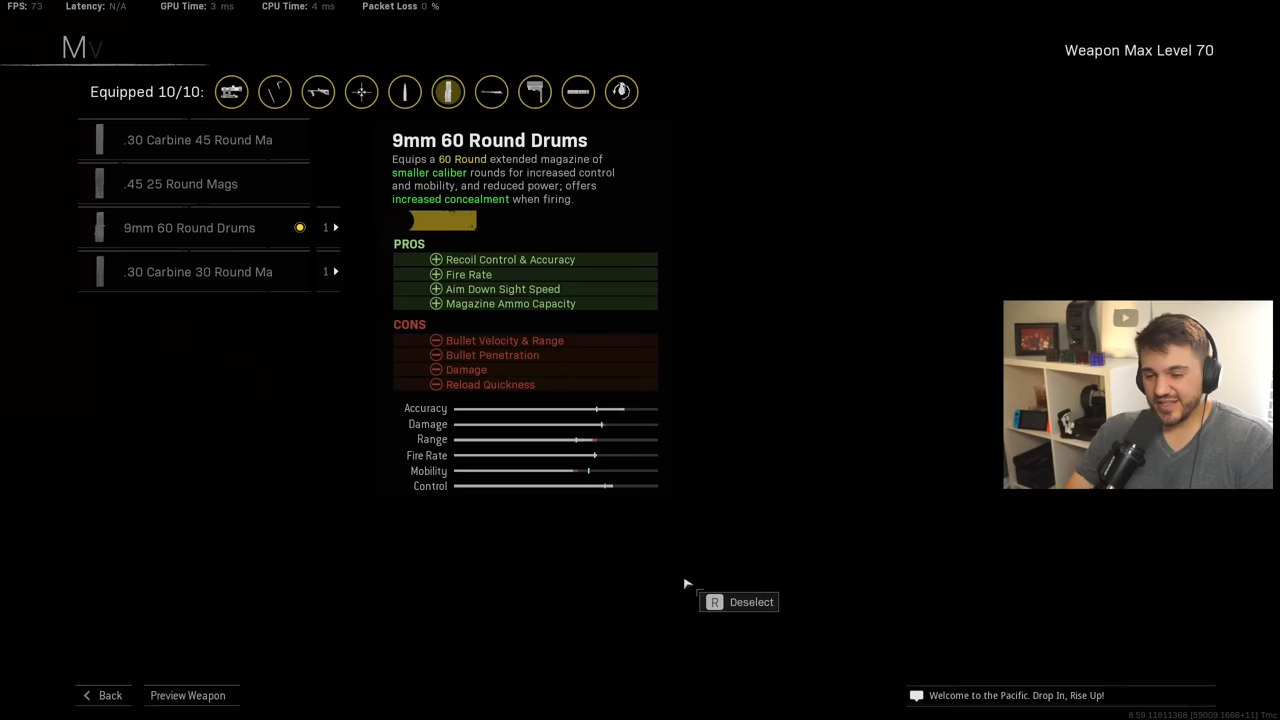 FPS: 73 Latency: N/A GPU Time: 3 ms CPU Time: 4 ms Packet Loss 0 %
Mv
Weapon Max Level 70
Equipped 10/10:
.30 Carbine 45 Round Ma
.45 25 Round Mags
9mm 60 Round Drums 1
.30 Carbine 30 Round Ma 1
9mm 60 Round Drums
Equips a 60 Round extended magazine of
smaller caliber rounds for increased control
and mobility, and reduced power; offers
increased concealment when firing.
PROS
Recoil Control & Accuracy
Fire Rate
Aim Down Sight Speed
Magazine Ammo Capacity
CONS
Bullet Velocity & Range
Bullet Penetration
Damage
Reload Quickness
Accuracy
Damage
Range
Fire Rate
Mobility
Control
R Deselect
Back
Preview Weapon
Welcome to the Pacific. Drop In, Rise Up!